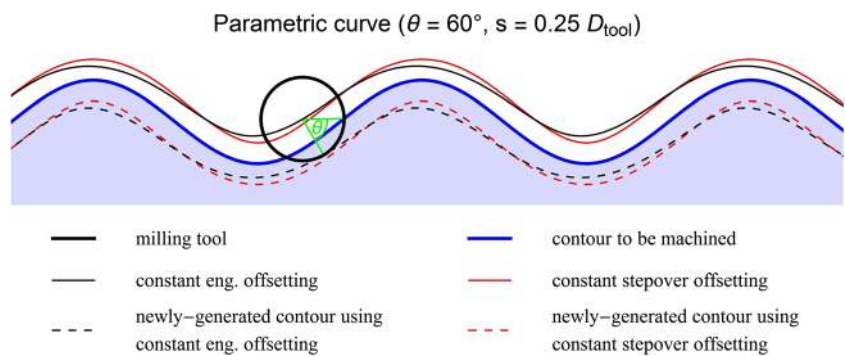 Parametric curve (θ = 60°, s = 0.25 D_tool)
θ
milling tool
contour to be machined
constant eng. offsetting
constant stepover offsetting
newly−generated contour using
constant eng. offsetting
newly−generated contour using
constant stepover offsetting